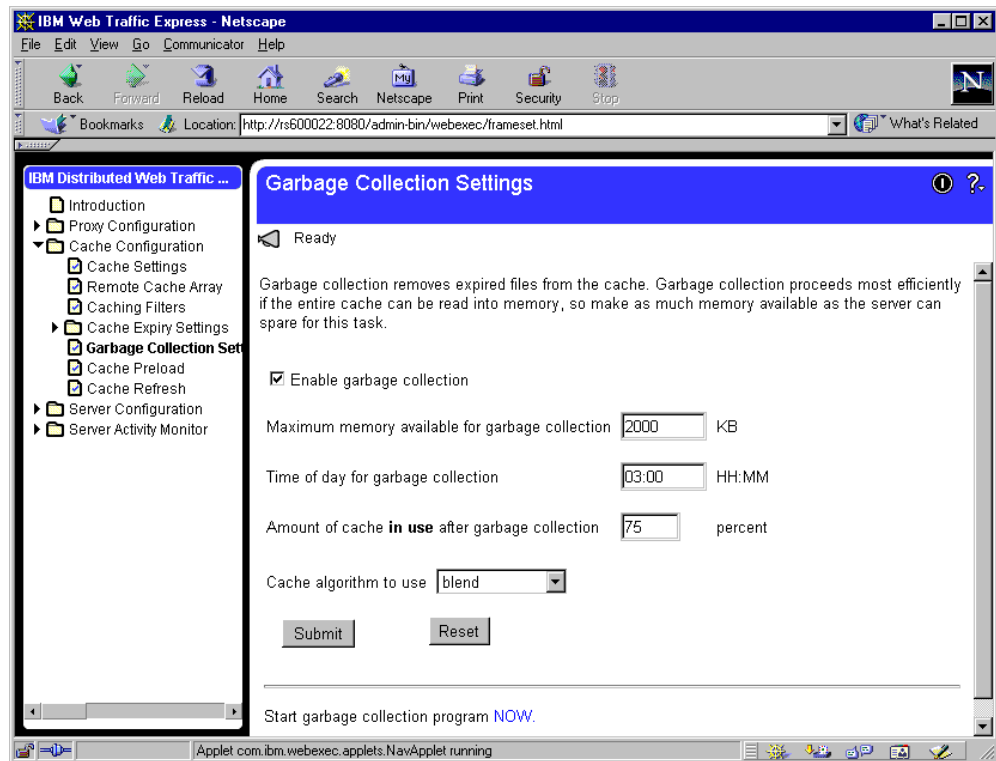 IBM Web Traffic Express - Netscape
File Edit View Go Communicator Help
Back Forward Reload Home Search Netscape Print Security Stop
My
N
Bookmarks Location: http://rs600022:8080/admin-bin/webexec/frameset.html What's Related
IBM Distributed Web Traffic ...
Introduction
Proxy Configuration
Cache Configuration
Cache Settings
Remote Cache Array
Caching Filters
Cache Expiry Settings
Garbage Collection Sett
Cache Preload
Cache Refresh
Server Configuration
Server Activity Monitor
Garbage Collection Settings
?
Ready
Garbage collection removes expired files from the cache. Garbage collection proceeds most efficiently
if the entire cache can be read into memory, so make as much memory available as the server can
spare for this task.
Enable garbage collection
Maximum memory available for garbage collection 2000 KB
Time of day for garbage collection 03:00 HH:MM
Amount of cache in use after garbage collection 75 percent
Cache algorithm to use blend
Submit Reset
Start garbage collection program NOW.
Applet com.ibm.webexec.applets.NavApplet running